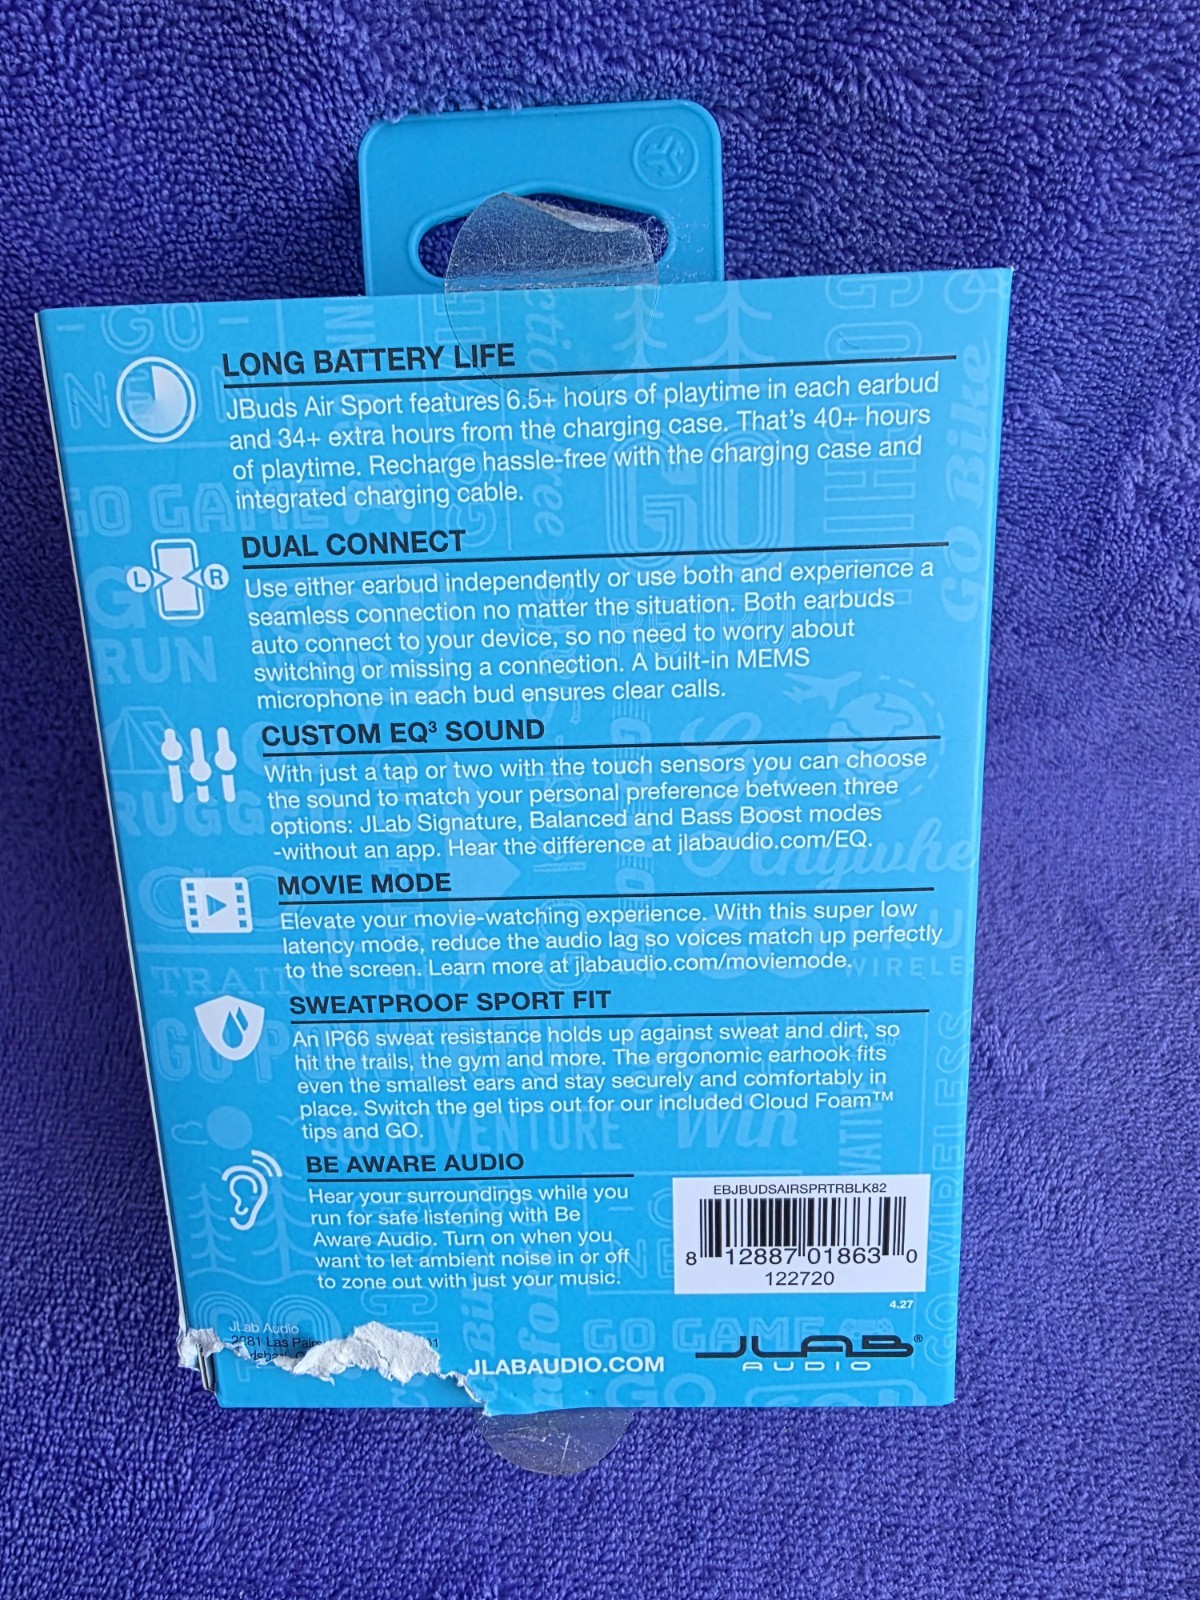 LONG BATTERY LIFE
JBuds Air Sport features 6.5+ hours of playtime in each earbud
and 34+ extra hours from the charging case. That's 40+ hours
of playtime. Recharge hassle-free with the charging case and
integrated charging cable.
DUAL CONNECT
L R
Use either earbud independently or use both and experience a
seamless connection no matter the situation. Both earbuds
auto connect to your device, so no need to worry about
switching or missing a connection. A built-in MEMS
microphone in each bud ensures clear calls.
CUSTOM EQ³ SOUND
With just a tap or two with the touch sensors you can choose
the sound to match your personal preference between three
options: JLab Signature, Balanced and Bass Boost modes
-without an app. Hear the difference at jlabaudio.com/EQ.
MOVIE MODE
Elevate your movie-watching experience. With this super low
latency mode, reduce the audio lag so voices match up perfectly
to the screen. Learn more at jlabaudio.com/moviemode.
SWEATPROOF SPORT FIT
An IP66 sweat resistance holds up against sweat and dirt, so
hit the trails, the gym and more. The ergonomic earhook fits
even the smallest ears and stay securely and comfortably in
place. Switch the gel tips out for our included Cloud Foam™
tips and GO.
BE AWARE AUDIO
Hear your surroundings while you
run for safe listening with Be
Aware Audio. Turn on when you
want to let ambient noise in or off
to zone out with just your music.
EBJBUDSAIRSPRTRBLK82
8 12887 01863 0
122720
4.27
JLab Audio
2281 Las
JLABAUDIO.COM
JLAB®
AUDIO